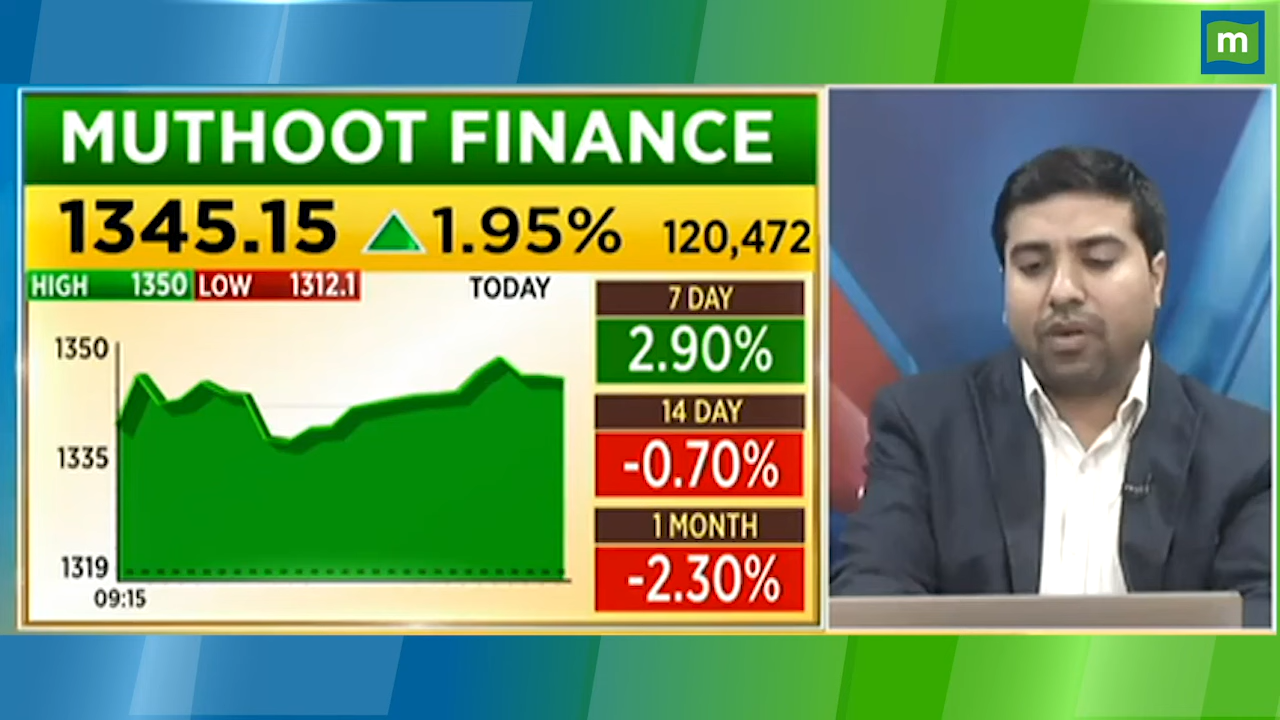 m
MUTHOOT FINANCE
1345.15 ▲ 1.95% 120,472
HIGH 1350 LOW 1312.1 TODAY
1350
1335
1319
09:15
7 DAY
2.90%
14 DAY
-0.70%
1 MONTH
-2.30%